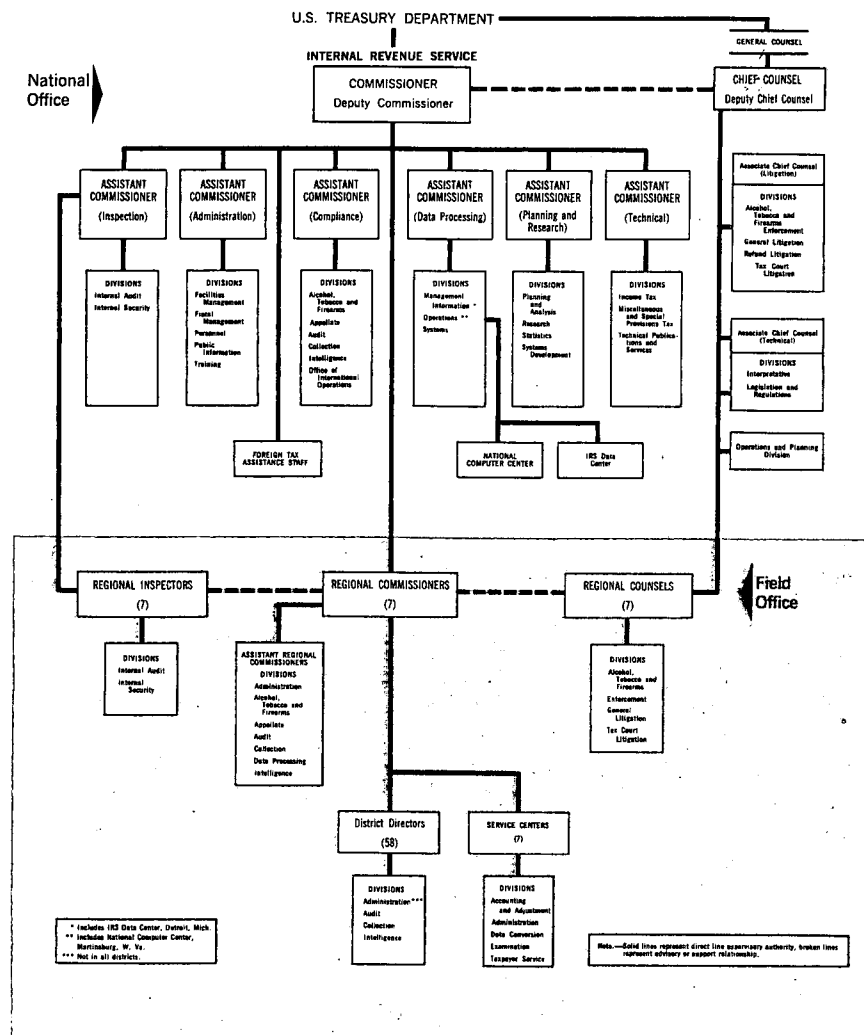 U.S. TREASURY DEPARTMENT
GENERAL COUNSEL
INTERNAL REVENUE SERVICE
National
Office
COMMISSIONER
Deputy Commissioner
CHIEF COUNSEL
Deputy Chief Counsel
ASSISTANT
COMMISSIONER
(Inspection)
ASSISTANT
COMMISSIONER
(Administration)
ASSISTANT
COMMISSIONER
(Compliance)
ASSISTANT
COMMISSIONER
(Data Processing)
ASSISTANT
COMMISSIONER
(Planning and
Research)
ASSISTANT
COMMISSIONER
(Technical)
Associate Chief Counsel
(Litigation)
DIVISIONS
Alcohol,
Tobacco and
Firearms
Enforcement
General Litigation
Refund Litigation
Tax Court
Litigation
DIVISIONS
Internal Audit
Internal Security
DIVISIONS
Facilities
Management
Fiscal
Management
Personnel
Public
Information
Training
DIVISIONS
Alcohol,
Tobacco and
Firearms
Appellate
Audit
Collection
Intelligence
Office of
International
Operations
DIVISIONS
Management
Information *
Operations **
Systems
DIVISIONS
Planning
and
Analysis
Research
Statistics
Systems
Development
DIVISIONS
Income Tax
Miscellaneous
and Special
Provisions Tax
Technical Publica-
tions and
Services
Associate Chief Counsel
(Technical)
DIVISIONS
Interpretative
Legislation and
Regulations
Operations and Planning
Division
FOREIGN TAX
ASSISTANCE STAFF
NATIONAL
COMPUTER CENTER
IRS Data
Center
REGIONAL INSPECTORS
(7)
REGIONAL COMMISSIONERS
(7)
REGIONAL COUNSELS
(7)
Field
Office
DIVISIONS
Internal Audit
Internal
Security
ASSISTANT REGIONAL
COMMISSIONERS
DIVISIONS
Administration
Alcohol,
Tobacco and
Firearms
Appellate
Audit
Collection
Data Processing
Intelligence
DIVISIONS
Alcohol,
Tobacco and
Firearms
Enforcement
General
Litigation
Tax Court
Litigation
District Directors
(58)
SERVICE CENTERS
(7)
DIVISIONS
Administration***
Audit
Collection
Intelligence
DIVISIONS
Accounting
and Adjustment
Administration
Data Conversion
Examination
Taxpayer Service
* Includes IRS Data Center, Detroit, Mich.
** Includes National Computer Center,
Martinsburg, W. Va.
*** Not in all districts.
Note.—Solid lines represent direct line supervisory authority, broken lines
represent advisory or support relationship.